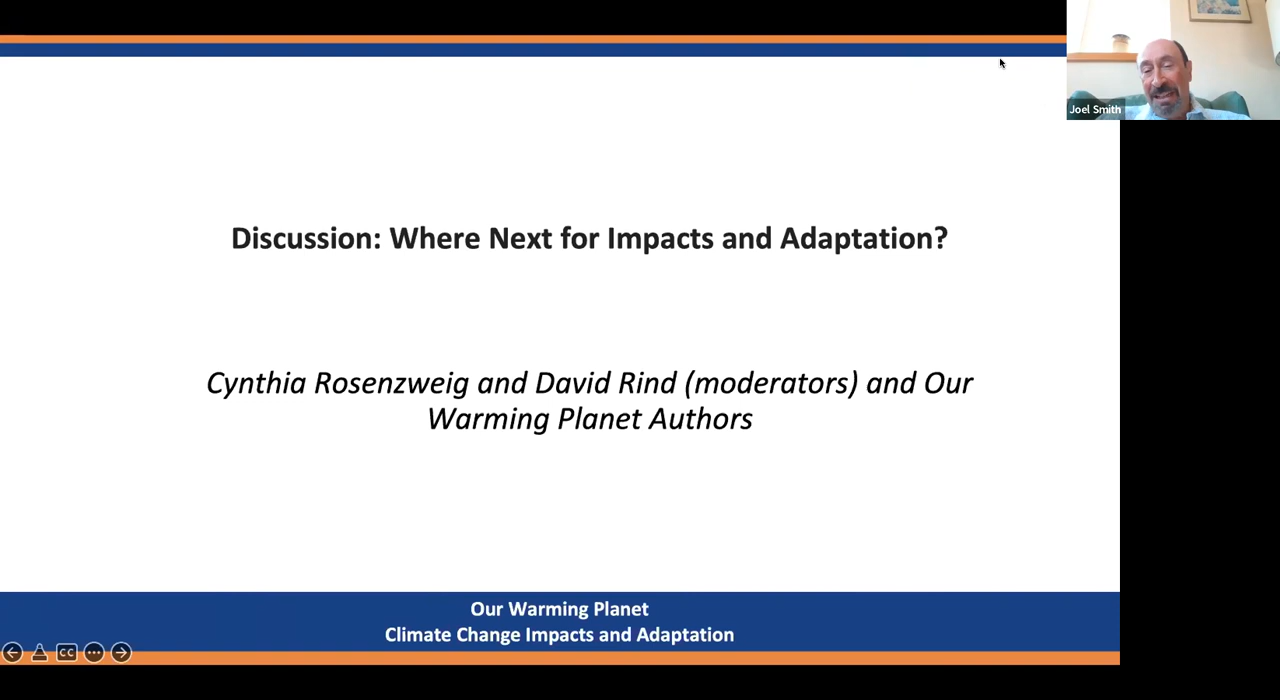 Joel Smith
Discussion: Where Next for Impacts and Adaptation?
Cynthia Rosenzweig and David Rind (moderators) and Our
Warming Planet Authors
Our Warming Planet
Climate Change Impacts and Adaptation
CC